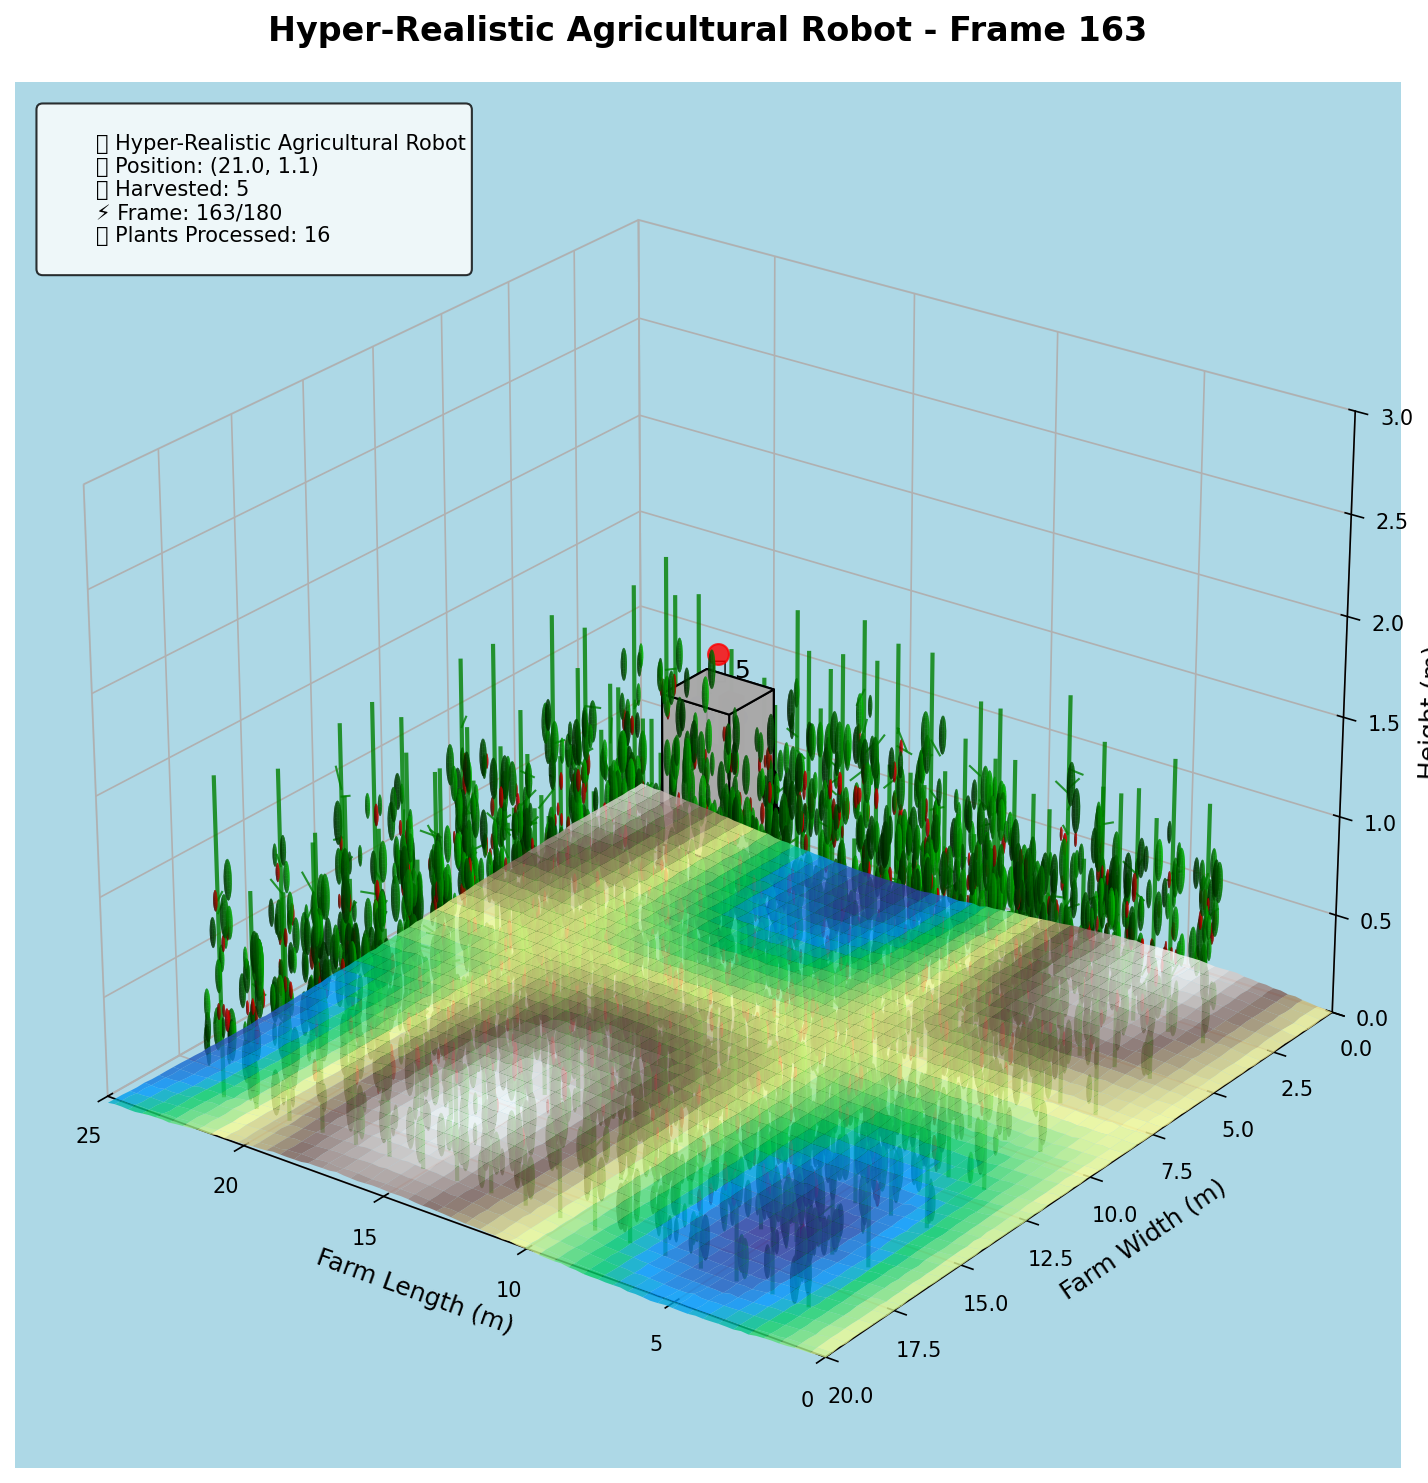 Hyper-Realistic Agricultural Robot - Frame 163
Hyper-Realistic Agricultural Robot
Position: (21.0, 1.1)
Harvested: 5
⚡ Frame: 163/180
Plants Processed: 16
5
3.0
2.5
2.0
1.5
1.0
0.5
0.0
Height (m)
0.0
2.5
5.0
7.5
10.0
12.5
15.0
17.5
20.0
Farm Width (m)
25
20
15
10
5
0
Farm Length (m)